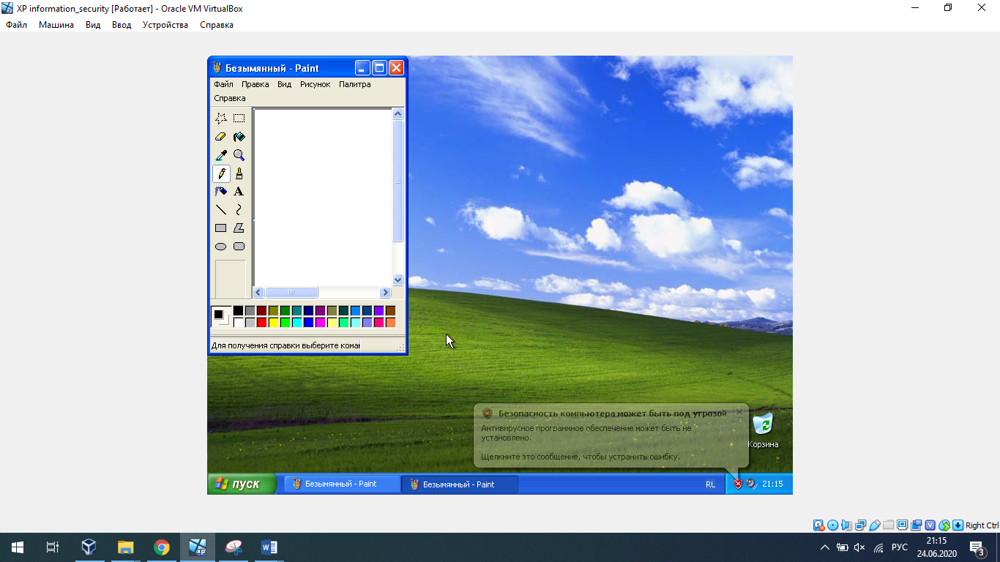 XP information_security [Работает] - Oracle VM VirtualBox
Файл Машина Вид Ввод Устройства Справка
Безымянный - Paint
Файл Правка Вид Рисунок Палитра
Справка
A
Для получения справки выберите коман
Безопасность компьютера может быть под угрозой
Антивирусное программное обеспечение может быть не
установлено.
Щелкните это сообщение, чтобы устранить ошибку.
Корзина
пуск Безымянный - Paint Безымянный - Paint RL 21:15
Right Ctrl
xp W РУС 21:15
24.06.2020
3